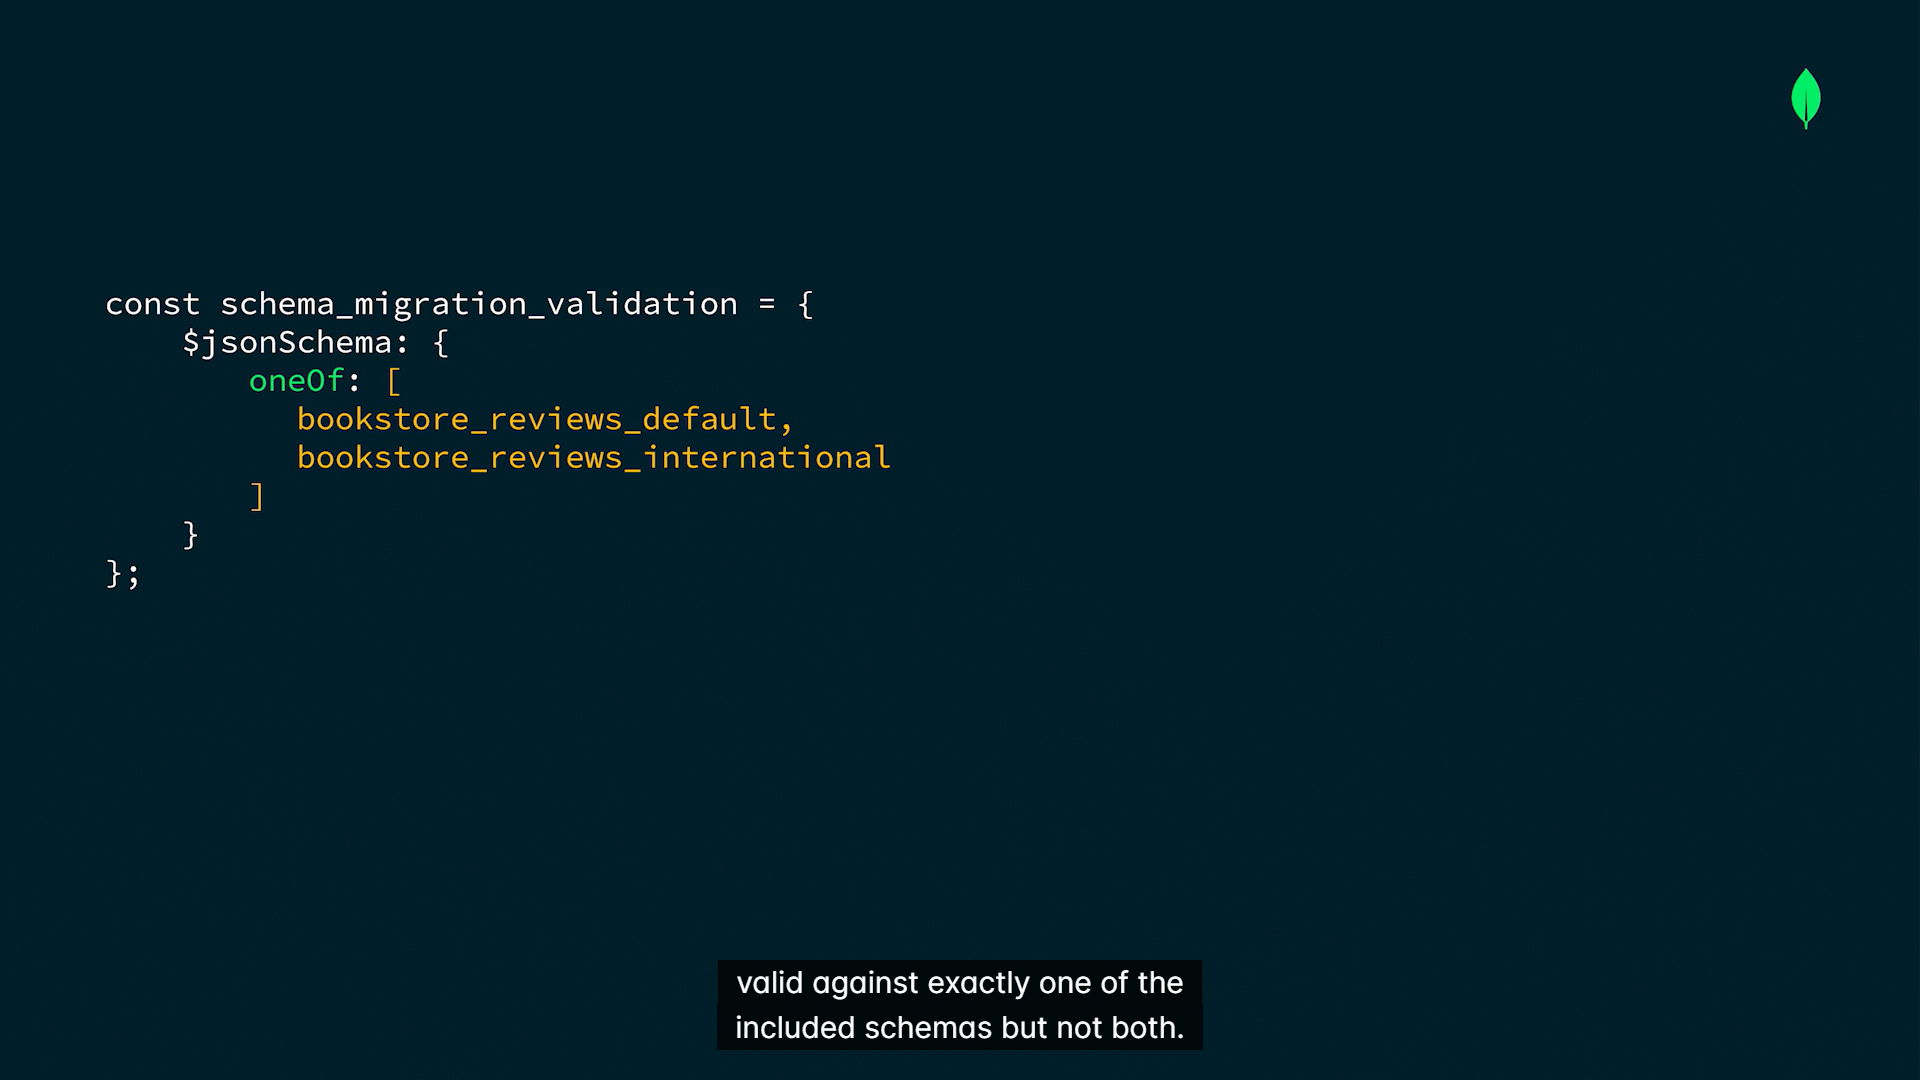 const schema_migration_validation = {
$jsonSchema: {
oneOf: [
bookstore_reviews_default,
bookstore_reviews_international
]
}
};
valid against exactly one of the
included schemas but not both.